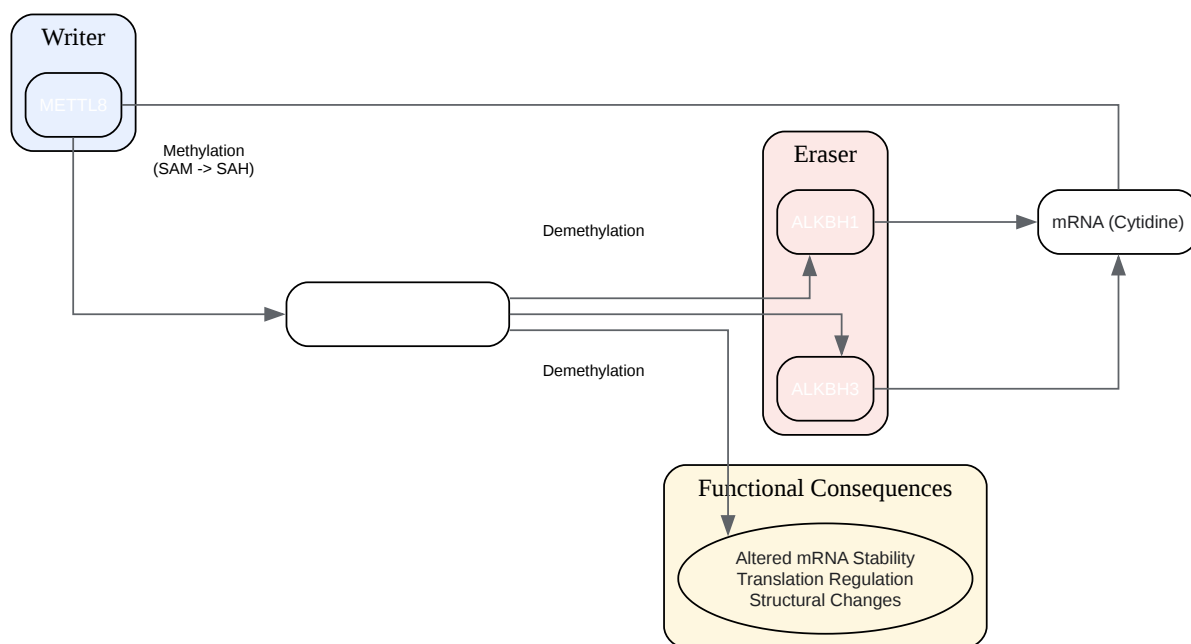 Writer
METTL8
Methylation
(SAM -> SAH)
Demethylation
Eraser
ALKBH1
mRNA (Cytidine)
Demethylation
ALKBH3
Functional Consequences
Altered mRNA Stability
Translation Regulation
Structural Changes